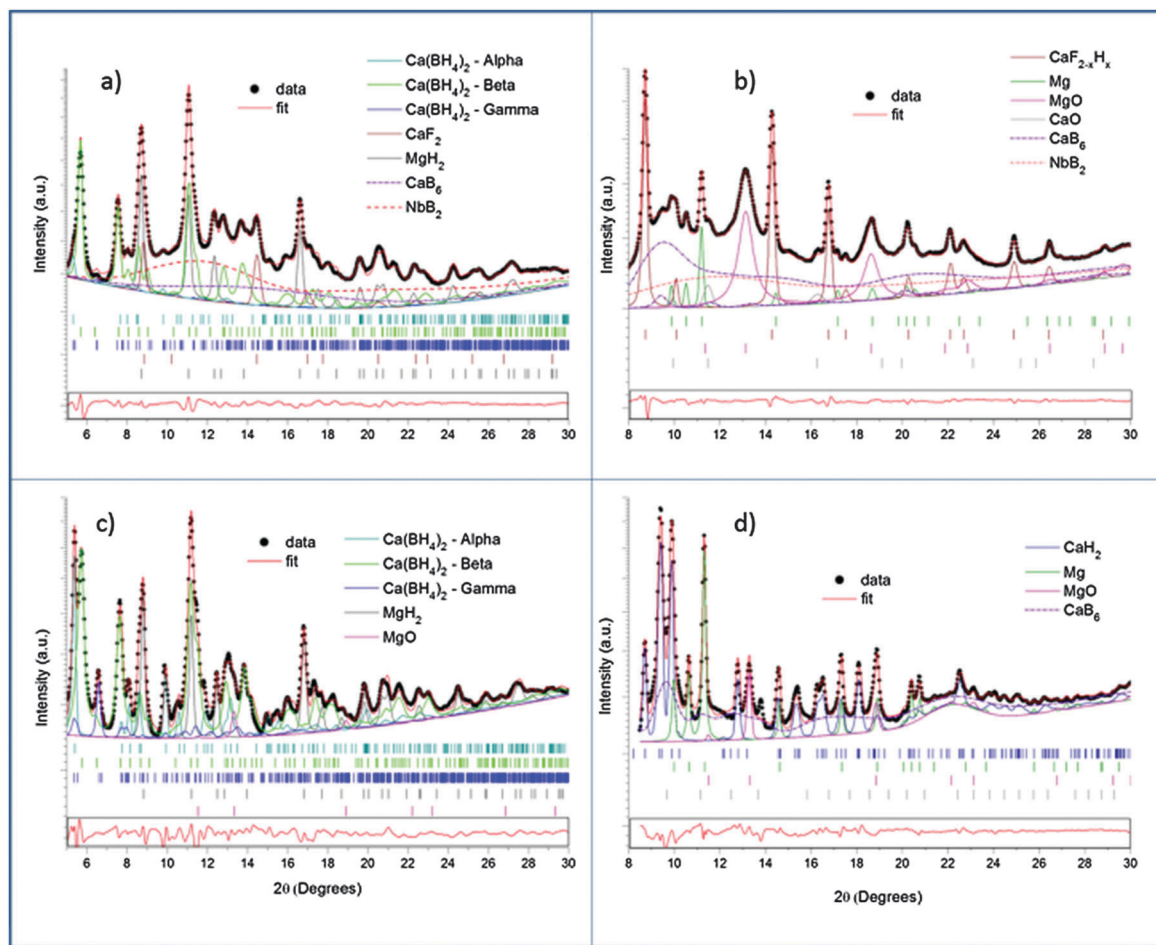 a)
data
fit
Ca(BH₄)₂ - Alpha
Ca(BH₄)₂ - Beta
Ca(BH₄)₂ - Gamma
CaF₂
MgH₂
CaB₆
NbB₂
Intensity (a.u.)
6 8 10 12 14 16 18 20 22 24 26 28 30
b)
data
fit
CaF₂₋ₓHₓ
Mg
MgO
CaO
CaB₆
NbB₂
Intensity (a.u.)
8 10 12 14 16 18 20 22 24 26 28 30
c)
data
fit
Ca(BH₄)₂ - Alpha
Ca(BH₄)₂ - Beta
Ca(BH₄)₂ - Gamma
MgH₂
MgO
Intensity (a.u.)
6 8 10 12 14 16 18 20 22 24 26 28 30
2θ (Degrees)
d)
data
fit
CaH₂
Mg
MgO
CaB₆
Intensity (a.u.)
8 10 12 14 16 18 20 22 24 26 28 30
2θ (Degrees)